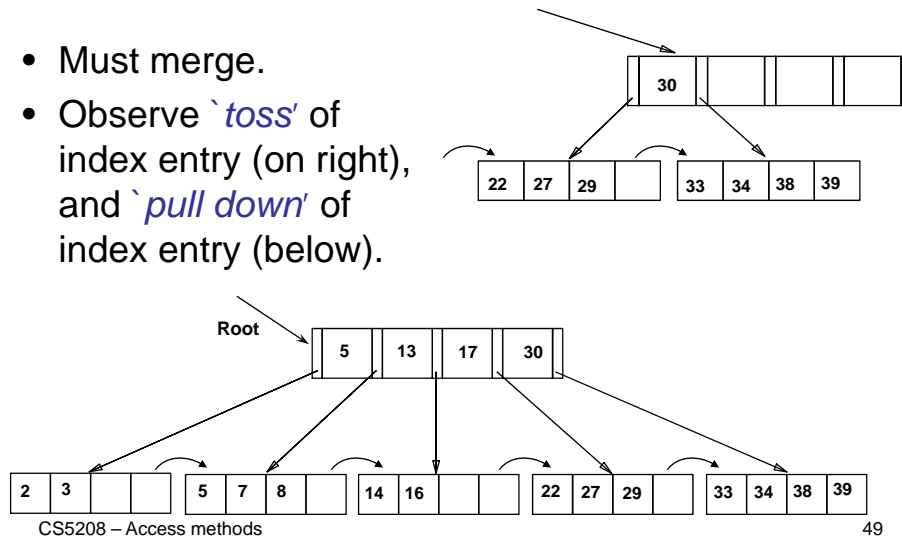 • Must merge.
• Observe `toss' of
index entry (on right),
and `pull down' of
index entry (below).
30
22 27 29 33 34 38 39
Root
5 13 17 30
2 3 5 7 8 14 16 22 27 29 33 34 38 39
CS5208 – Access methods 49